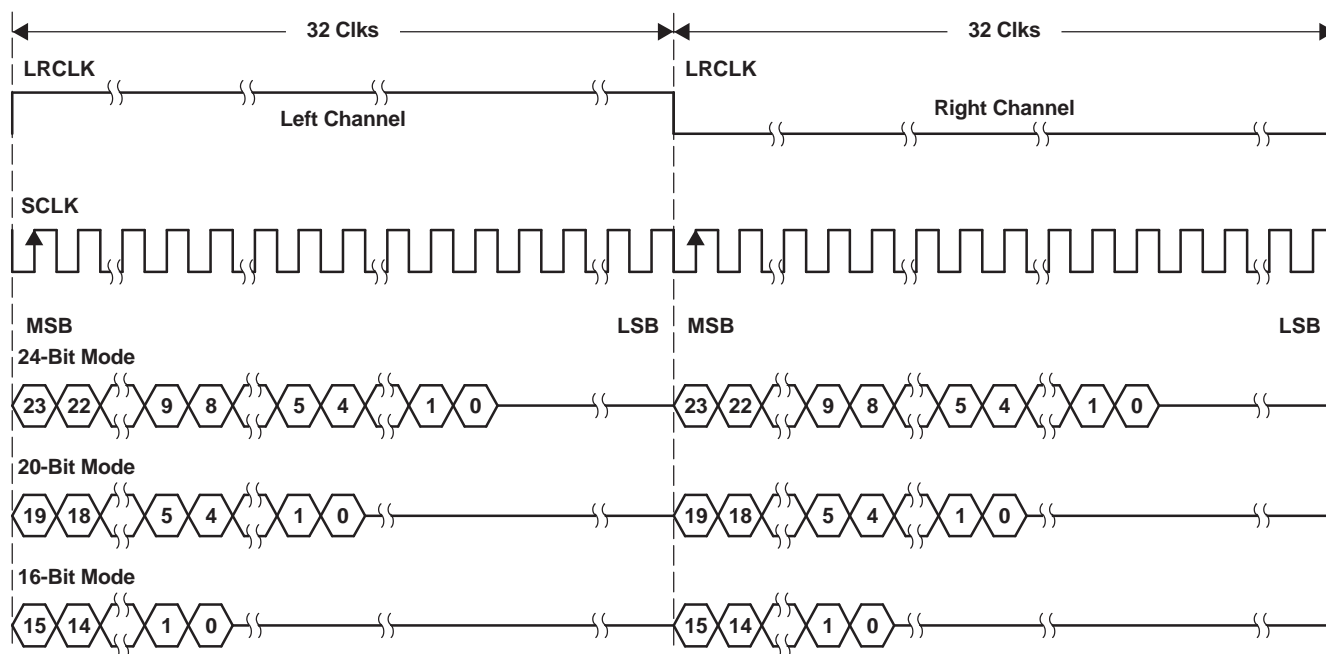 32 Clks 32 Clks
LRCLK LRCLK
Left Channel Right Channel
SCLK
MSB LSB MSB LSB
24-Bit Mode
23 22 9 8 5 4 1 0 23 22 9 8 5 4 1 0
20-Bit Mode
19 18 5 4 1 0 19 18 5 4 1 0
16-Bit Mode
15 14 1 0 15 14 1 0